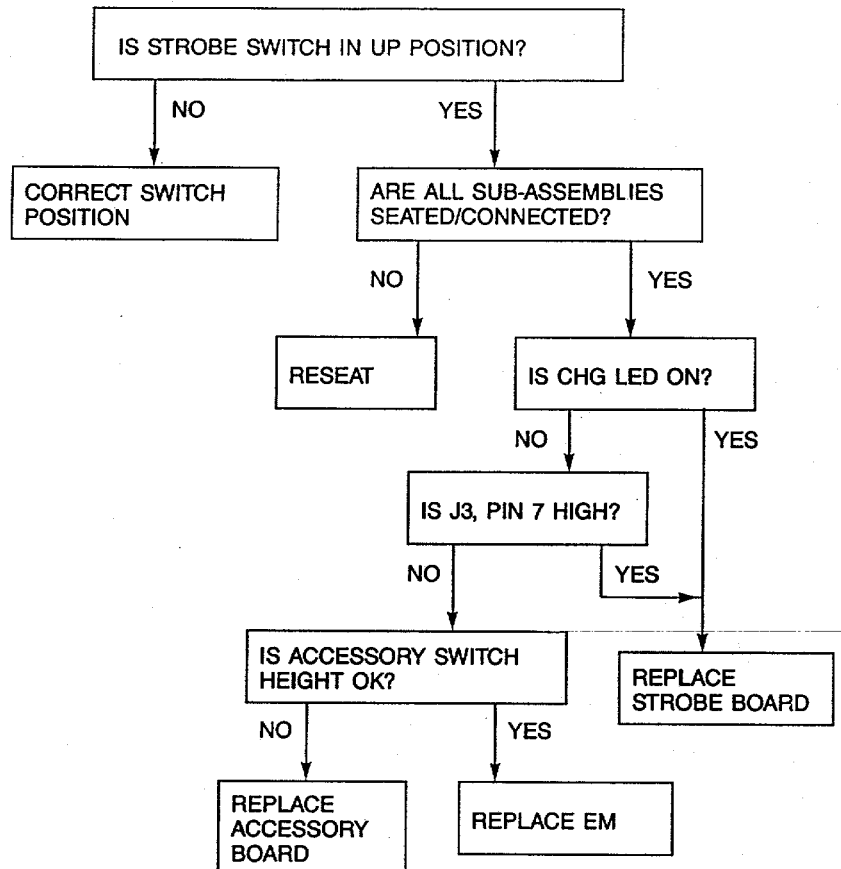 IS STROBE SWITCH IN UP POSITION?
NO
YES
CORRECT SWITCH
POSITION
ARE ALL SUB-ASSEMBLIES
SEATED/CONNECTED?
NO
YES
RESEAT
IS CHG LED ON?
NO
YES
IS J3, PIN 7 HIGH?
NO
YES
IS ACCESSORY SWITCH
HEIGHT OK?
REPLACE
STROBE BOARD
NO
YES
REPLACE
ACCESSORY
BOARD
REPLACE EM